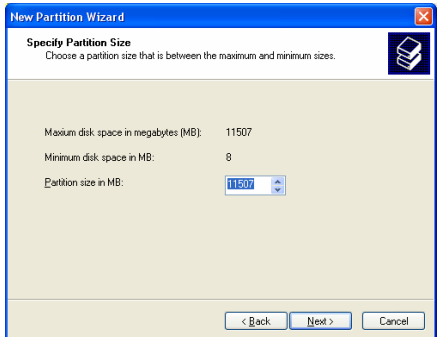 New Partition Wizard
Specify Partition Size
Choose a partition size that is between the maximum and minimum sizes.
Maxium disk space in megabytes (MB): 11507
Minimum disk space in MB: 8
Partition size in MB: 11507
< Back Next > Cancel